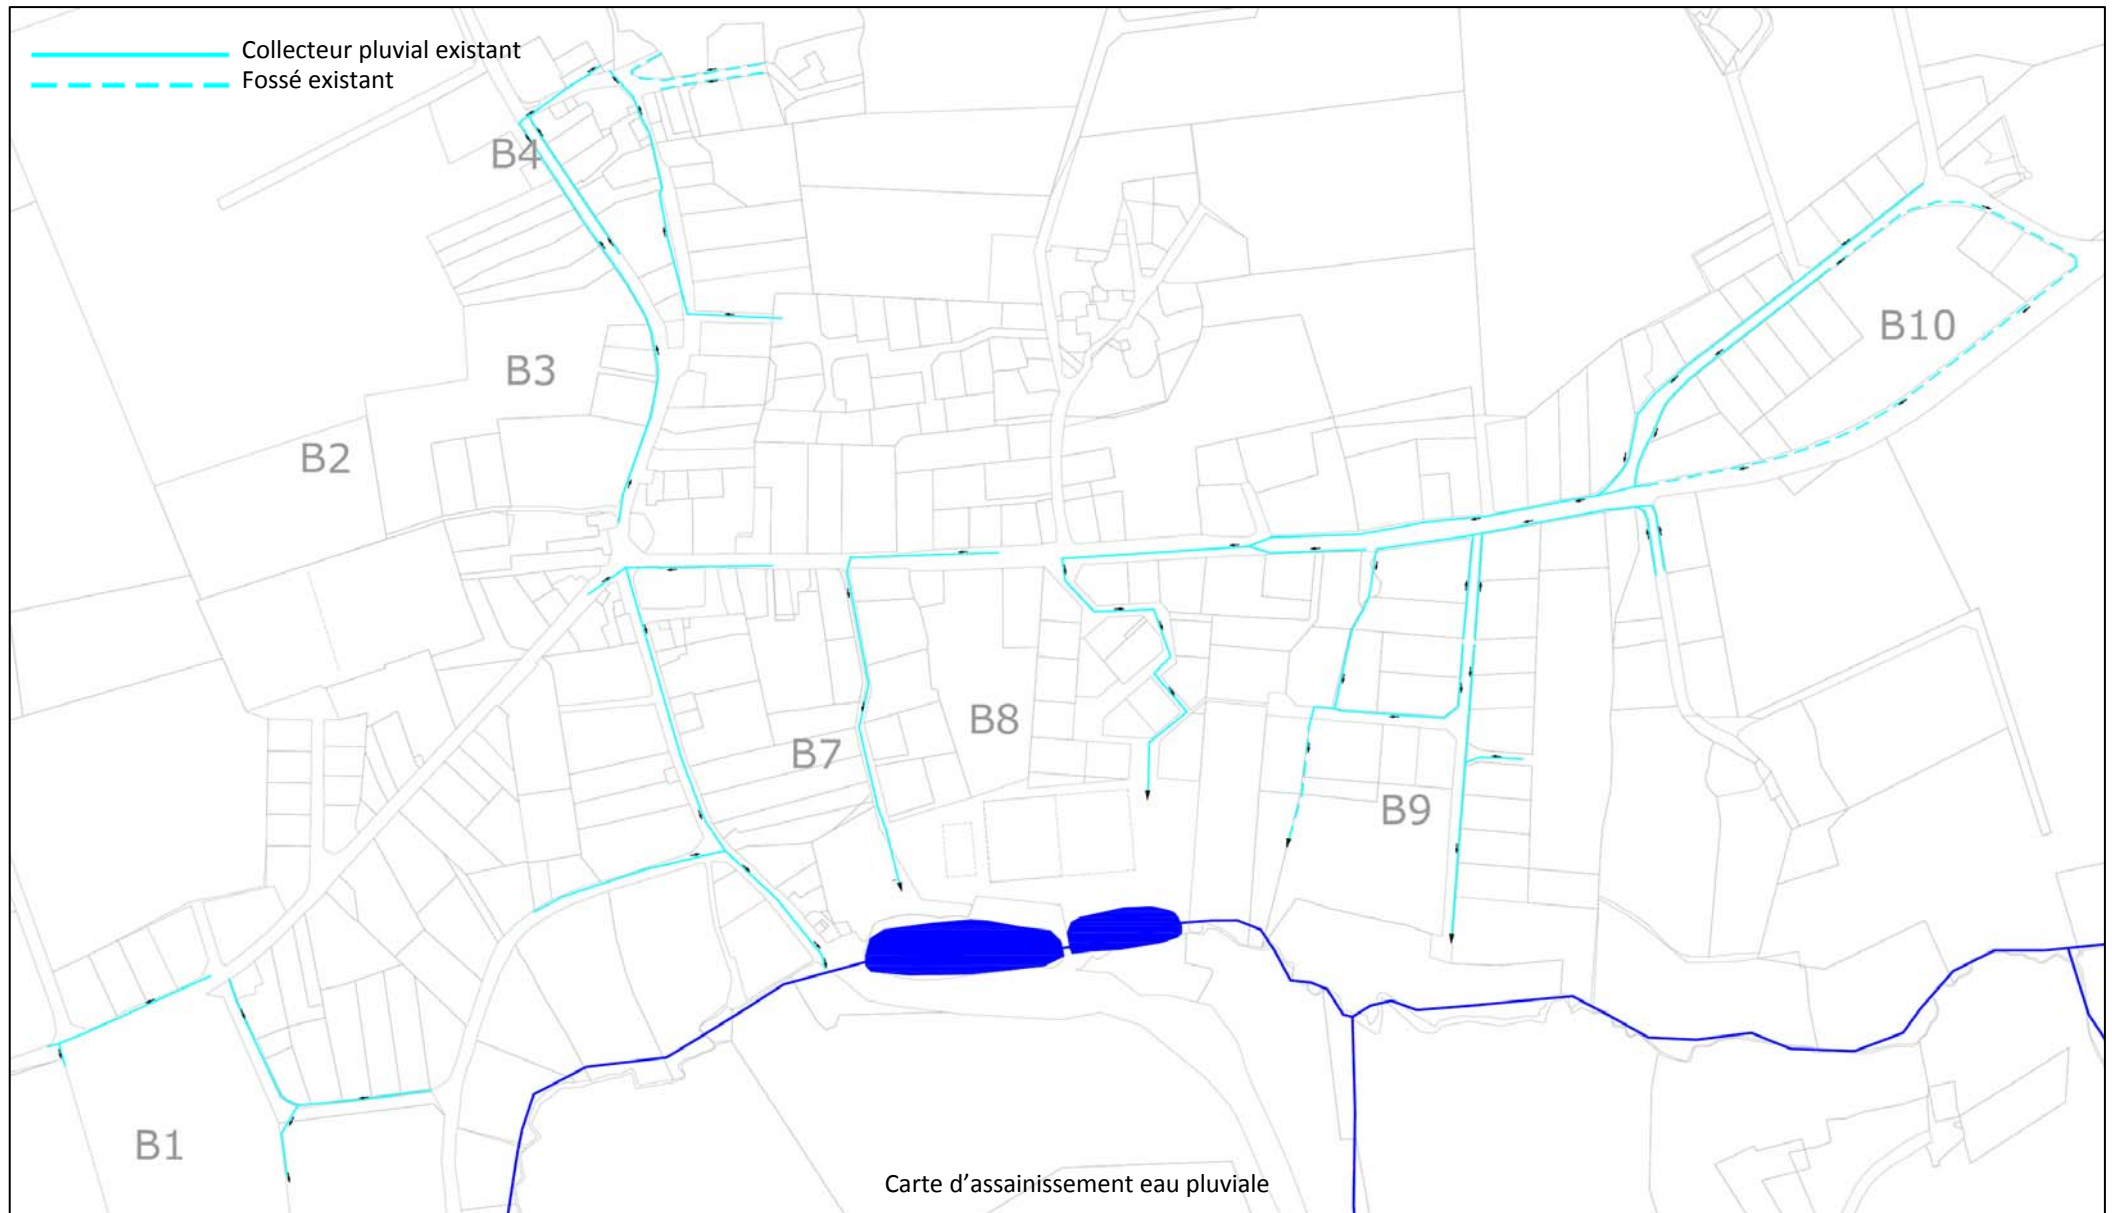 Collecteur pluvial existant
Fossé existant
B4
B10
B3
B2
B8
B7
B9
B1
Carte d’assainissement eau pluviale